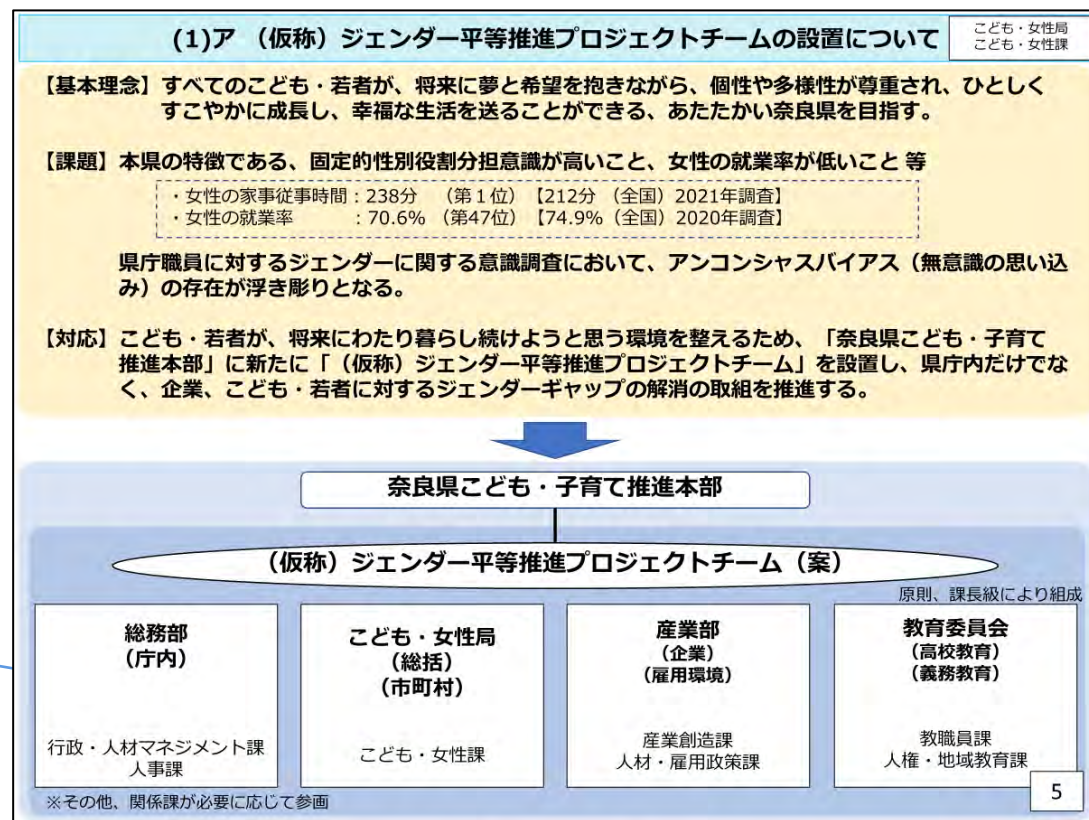 (1)ア （仮称）ジェンダー平等推進プロジェクトチームの設置について
こども・女性局
こども・女性課
【基本理念】すべてのこども・若者が、将来に夢と希望を抱きながら、個性や多様性が尊重され、ひとしく
すこやかに成長し、幸福な生活を送ることができる、あたたかい奈良県を目指す。
【課題】本県の特徴である、固定的性別役割分担意識が高いこと、女性の就業率が低いこと 等
・女性の家事従事時間：238分 （第１位）【212分 （全国）2021年調査】
・女性の就業率 ：70.6% （第47位）【74.9%（全国）2020年調査】
県庁職員に対するジェンダーに関する意識調査において、アンコンシャスバイアス（無意識の思い込
み）の存在が浮き彫りとなる。
【対応】こども・若者が、将来にわたり暮らし続けようと思う環境を整えるため、「奈良県こども・子育て
推進本部」に新たに「（仮称）ジェンダー平等推進プロジェクトチーム」を設置し、県庁内だけでな
く、企業、こども・若者に対するジェンダーギャップの解消の取組を推進する。
奈良県こども・子育て推進本部
（仮称）ジェンダー平等推進プロジェクトチーム（案）
原則、課長級により組成
総務部
（庁内）
行政・人材マネジメント課
人事課
こども・女性局
（総括）
（市町村）
こども・女性課
産業部
（企業）
（雇用環境）
産業創造課
人材・雇用政策課
教育委員会
（高校教育）
（義務教育）
教職員課
人権・地域教育課
※その他、関係課が必要に応じて参画
5